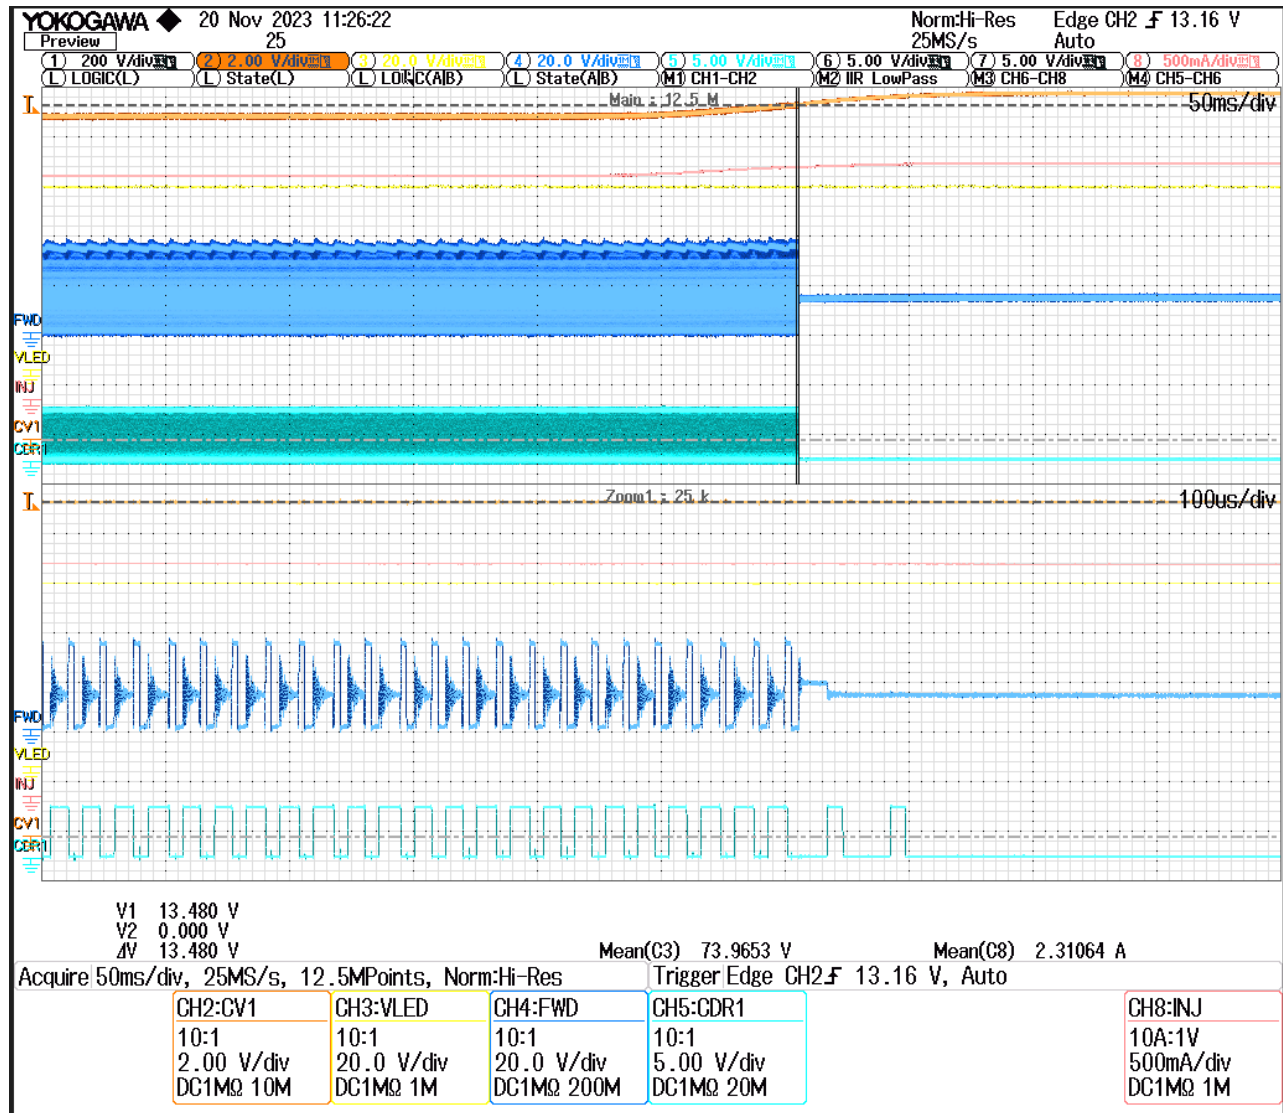 YOKOGAWA ◆ 20 Nov 2023 11:26:22 Norm:Hi-Res Edge CH2 13.16 V
Preview 25 25MS/s Auto
1 200 V/div 2 2.00 V/div 3 20.0 V/div 4 20.0 V/div 5 5.00 V/div 6 5.00 V/div 7 5.00 V/div 8 500mA/div
L LOGIC(L) L State(L) L LOGIC(A|B) L State(A|B) M1 CH1-CH2 M2 IIR LowPass M3 CH6-CH8 M4 CH5-CH6
Main : 12.5 M 50ms/div
FWD
VLED
INJ
CV1
CDR1
Zoom1 : 25 k 100us/div
FWD
VLED
INJ
CV1
CDR1
V1 13.480 V
V2 0.000 V
ΔV 13.480 V Mean(C3) 73.9653 V Mean(C8) 2.31064 A
Acquire 50ms/div, 25MS/s, 12.5MPoints, Norm:Hi-Res Trigger Edge CH2 13.16 V, Auto
CH2:CV1 CH3:VLED CH4:FWD CH5:CDR1 CH8:INJ
10:1 10:1 10:1 10:1 10A:1V
2.00 V/div 20.0 V/div 20.0 V/div 5.00 V/div 500mA/div
DC1MΩ 10M DC1MΩ 1M DC1MΩ 200M DC1MΩ 20M DC1MΩ 1M